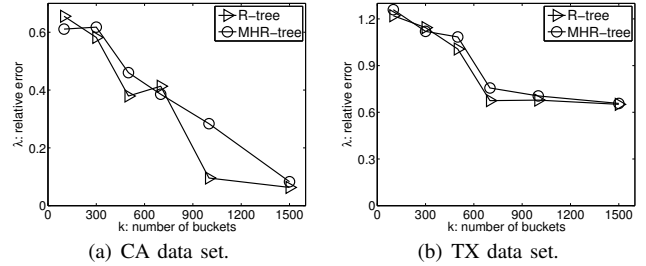 R-tree
MHR-tree
λ: relative error
0.6
0.4
0.2
0
0 300 600 900 1200 1500
k: number of buckets
(a) CA data set.
R-tree
MHR-tree
λ: relative error
1.2
0.9
0.6
0.3
0
0 300 600 900 1200 1500
k: number of buckets
(b) TX data set.